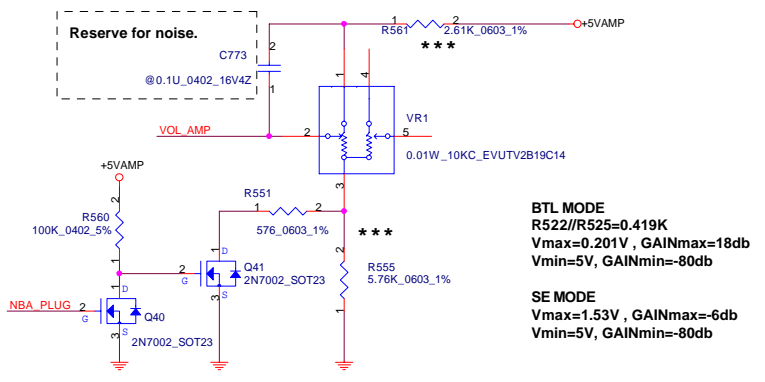 Reserve for noise.
C773
2
@0.1U_0402_16V4Z
1
1
R561
2
2.61K_0603_1%
+5VAMP
***
1
4
VR1
VOL_AMP
2
5
0.01W_10KC_EVUTV2B19C14
3
+5VAMP
2
R560
100K_0402_5%
1
R551
1
2
576_0603_1%
***
D
1
2
G
Q41
2N7002_SOT23
S
3
2
R555
5.76K_0603_1%
1
NBA_PLUG
2
G
D
1
Q40
S
3
2N7002_SOT23
BTL MODE
R522//R525=0.419K
Vmax=0.201V , GAINmax=18db
Vmin=5V, GAINmin=-80db
SE MODE
Vmax=1.53V , GAINmax=-6db
Vmin=5V, GAINmin=-80db